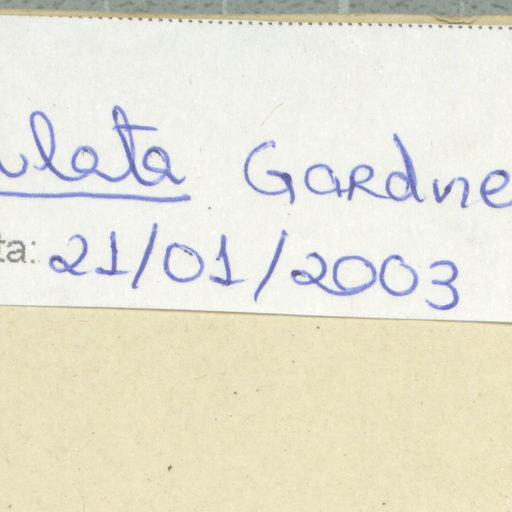 ulata Gardne
ta: 21/01/2003